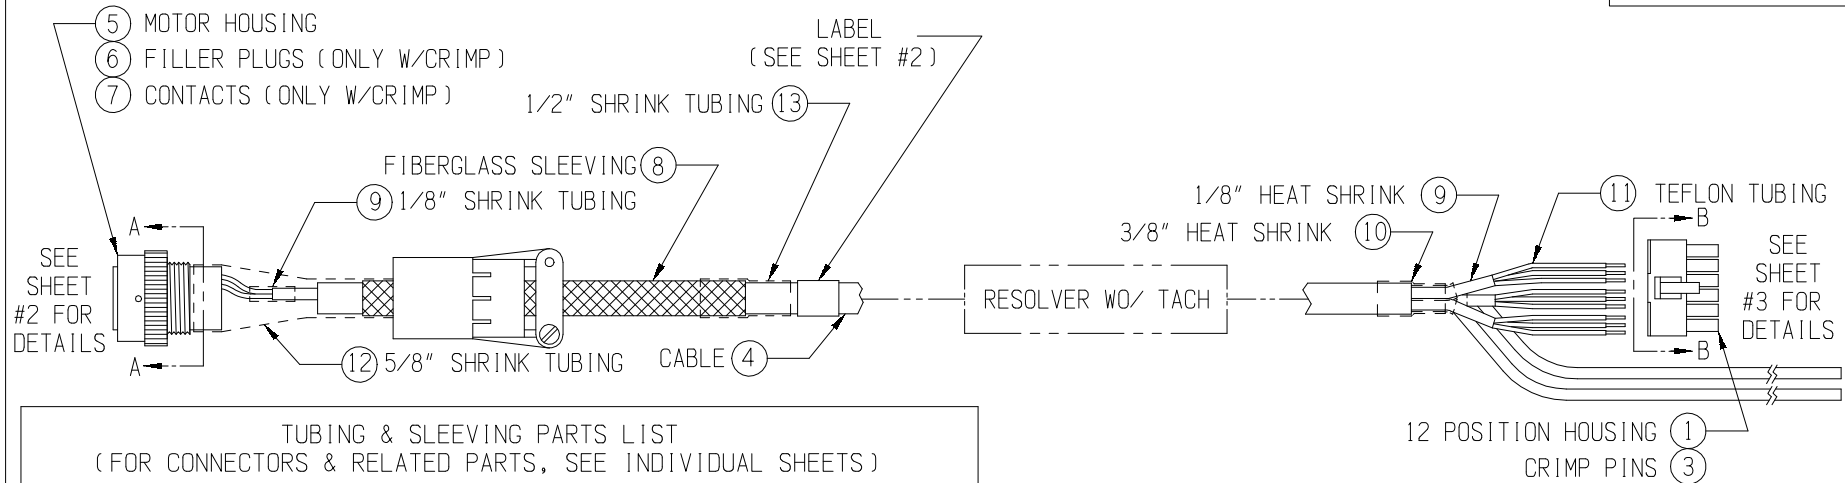 5 MOTOR HOUSING
6 FILLER PLUGS (ONLY W/CRIMP)
7 CONTACTS (ONLY W/CRIMP)
LABEL
(SEE SHEET #2)
1/2" SHRINK TUBING 13
FIBERGLASS SLEEVING 8
9 1/8" SHRINK TUBING
1/8" HEAT SHRINK 9
11 TEFLON TUBING
3/8" HEAT SHRINK 10
A
B
SEE
SHEET
#2 FOR
DETAILS
RESOLVER WO/ TACH
SEE
SHEET
#3 FOR
DETAILS
A
12 5/8" SHRINK TUBING
CABLE 4
B
12 POSITION HOUSING 1
CRIMP PINS 3
TUBING & SLEEVING PARTS LIST
(FOR CONNECTORS & RELATED PARTS, SEE INDIVIDUAL SHEETS)